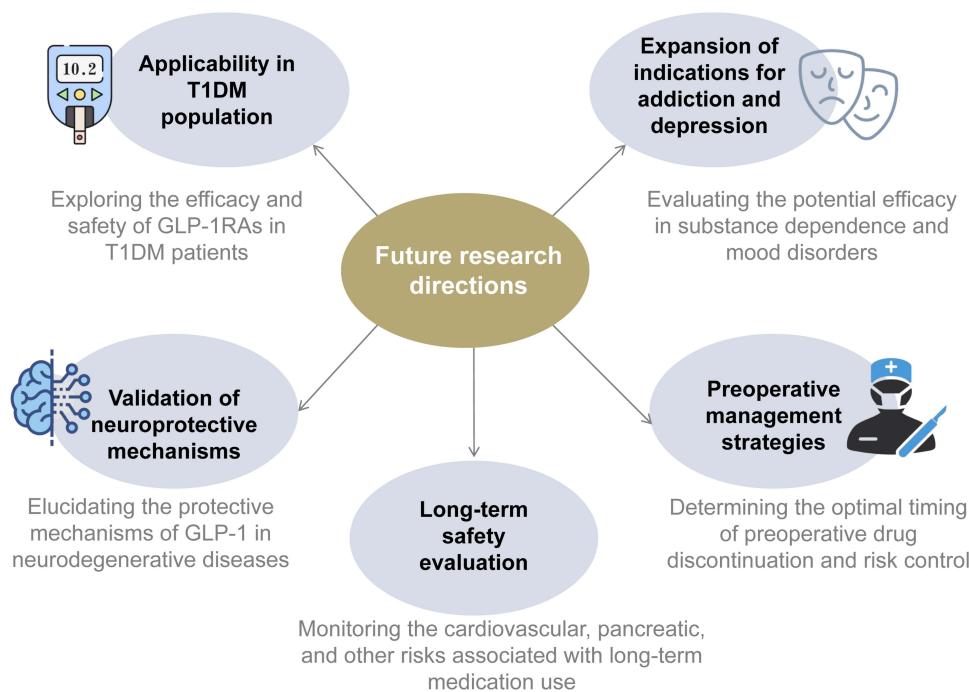 10.2
Applicability in
T1DM
population
Exploring the efficacy and
safety of GLP-1RAs in
T1DM patients
Expansion of
indications for
addiction and
depression
Evaluating the potential efficacy
in substance dependence and
mood disorders
Future research
directions
Validation of
neuroprotective
mechanisms
Elucidating the protective
mechanisms of GLP-1 in
neurodegenerative diseases
Long-term
safety
evaluation
Monitoring the cardiovascular, pancreatic,
and other risks associated with long-term
medication use
Preoperative
management
strategies
Determining the optimal timing
of preoperative drug
discontinuation and risk control